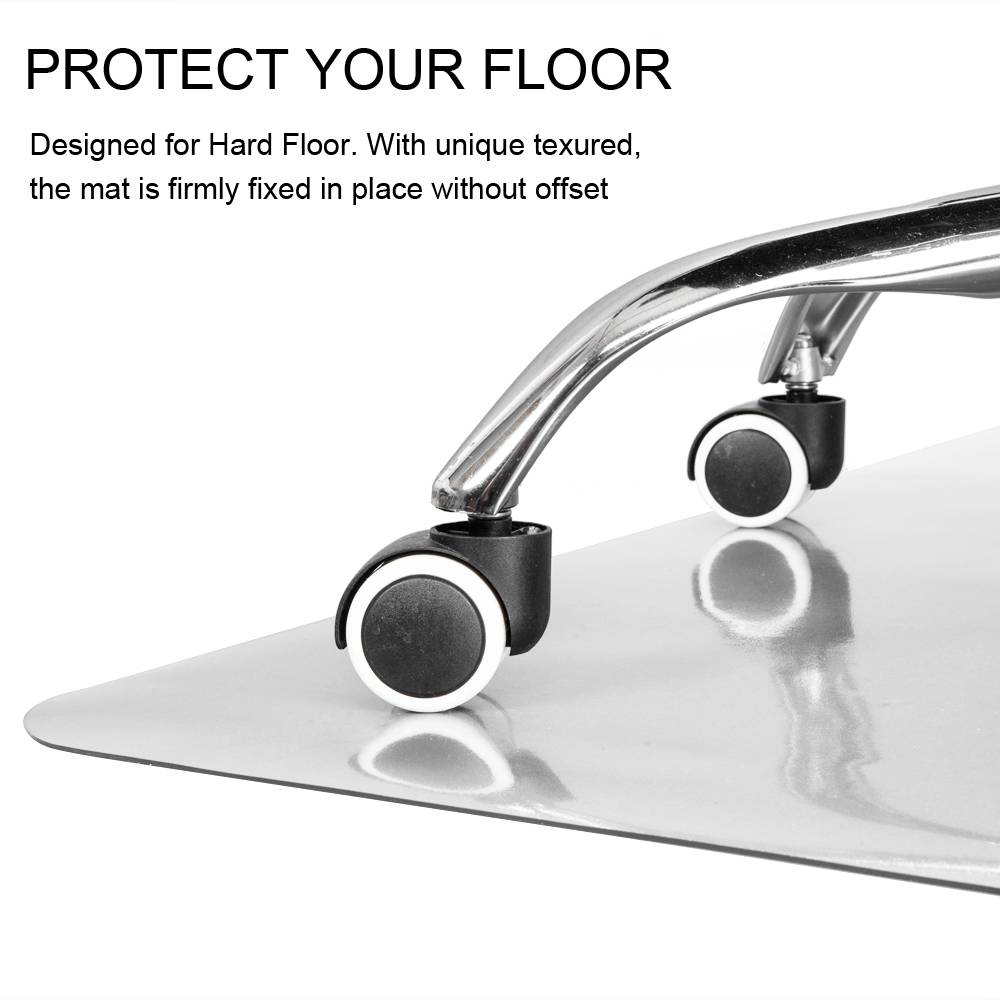 PROTECT YOUR FLOOR
Designed for Hard Floor. With unique texured,
the mat is firmly fixed in place without offset